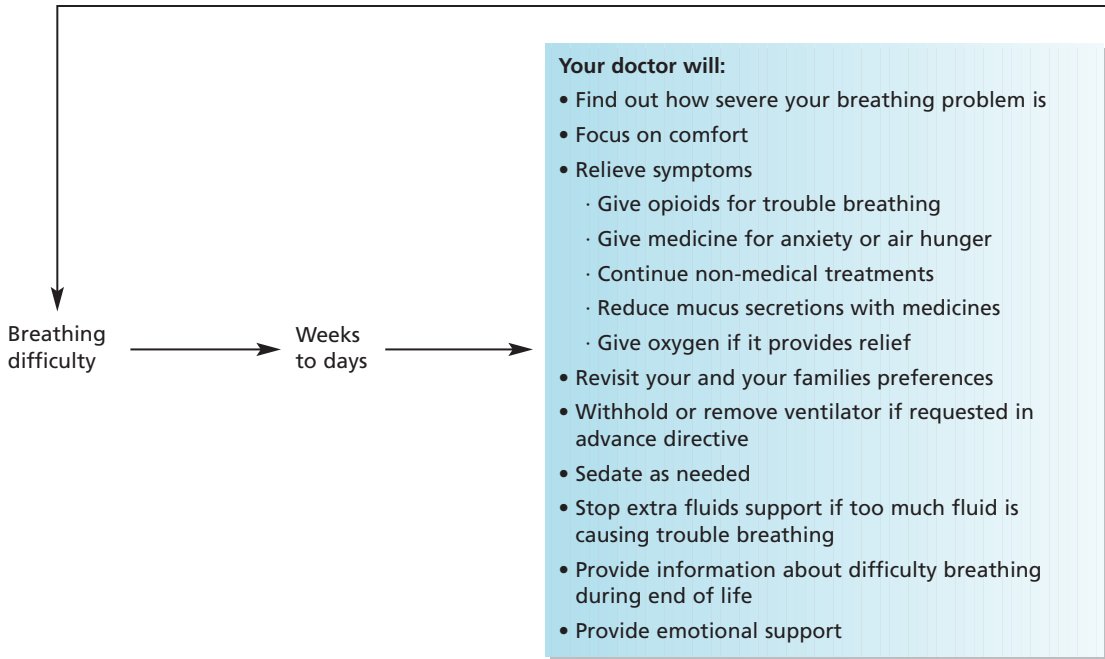 Breathing
difficulty
Weeks
to days
Your doctor will:
• Find out how severe your breathing problem is
• Focus on comfort
• Relieve symptoms
· Give opioids for trouble breathing
· Give medicine for anxiety or air hunger
· Continue non-medical treatments
· Reduce mucus secretions with medicines
· Give oxygen if it provides relief
• Revisit your and your families preferences
• Withhold or remove ventilator if requested in
advance directive
• Sedate as needed
• Stop extra fluids support if too much fluid is
causing trouble breathing
• Provide information about difficulty breathing
during end of life
• Provide emotional support